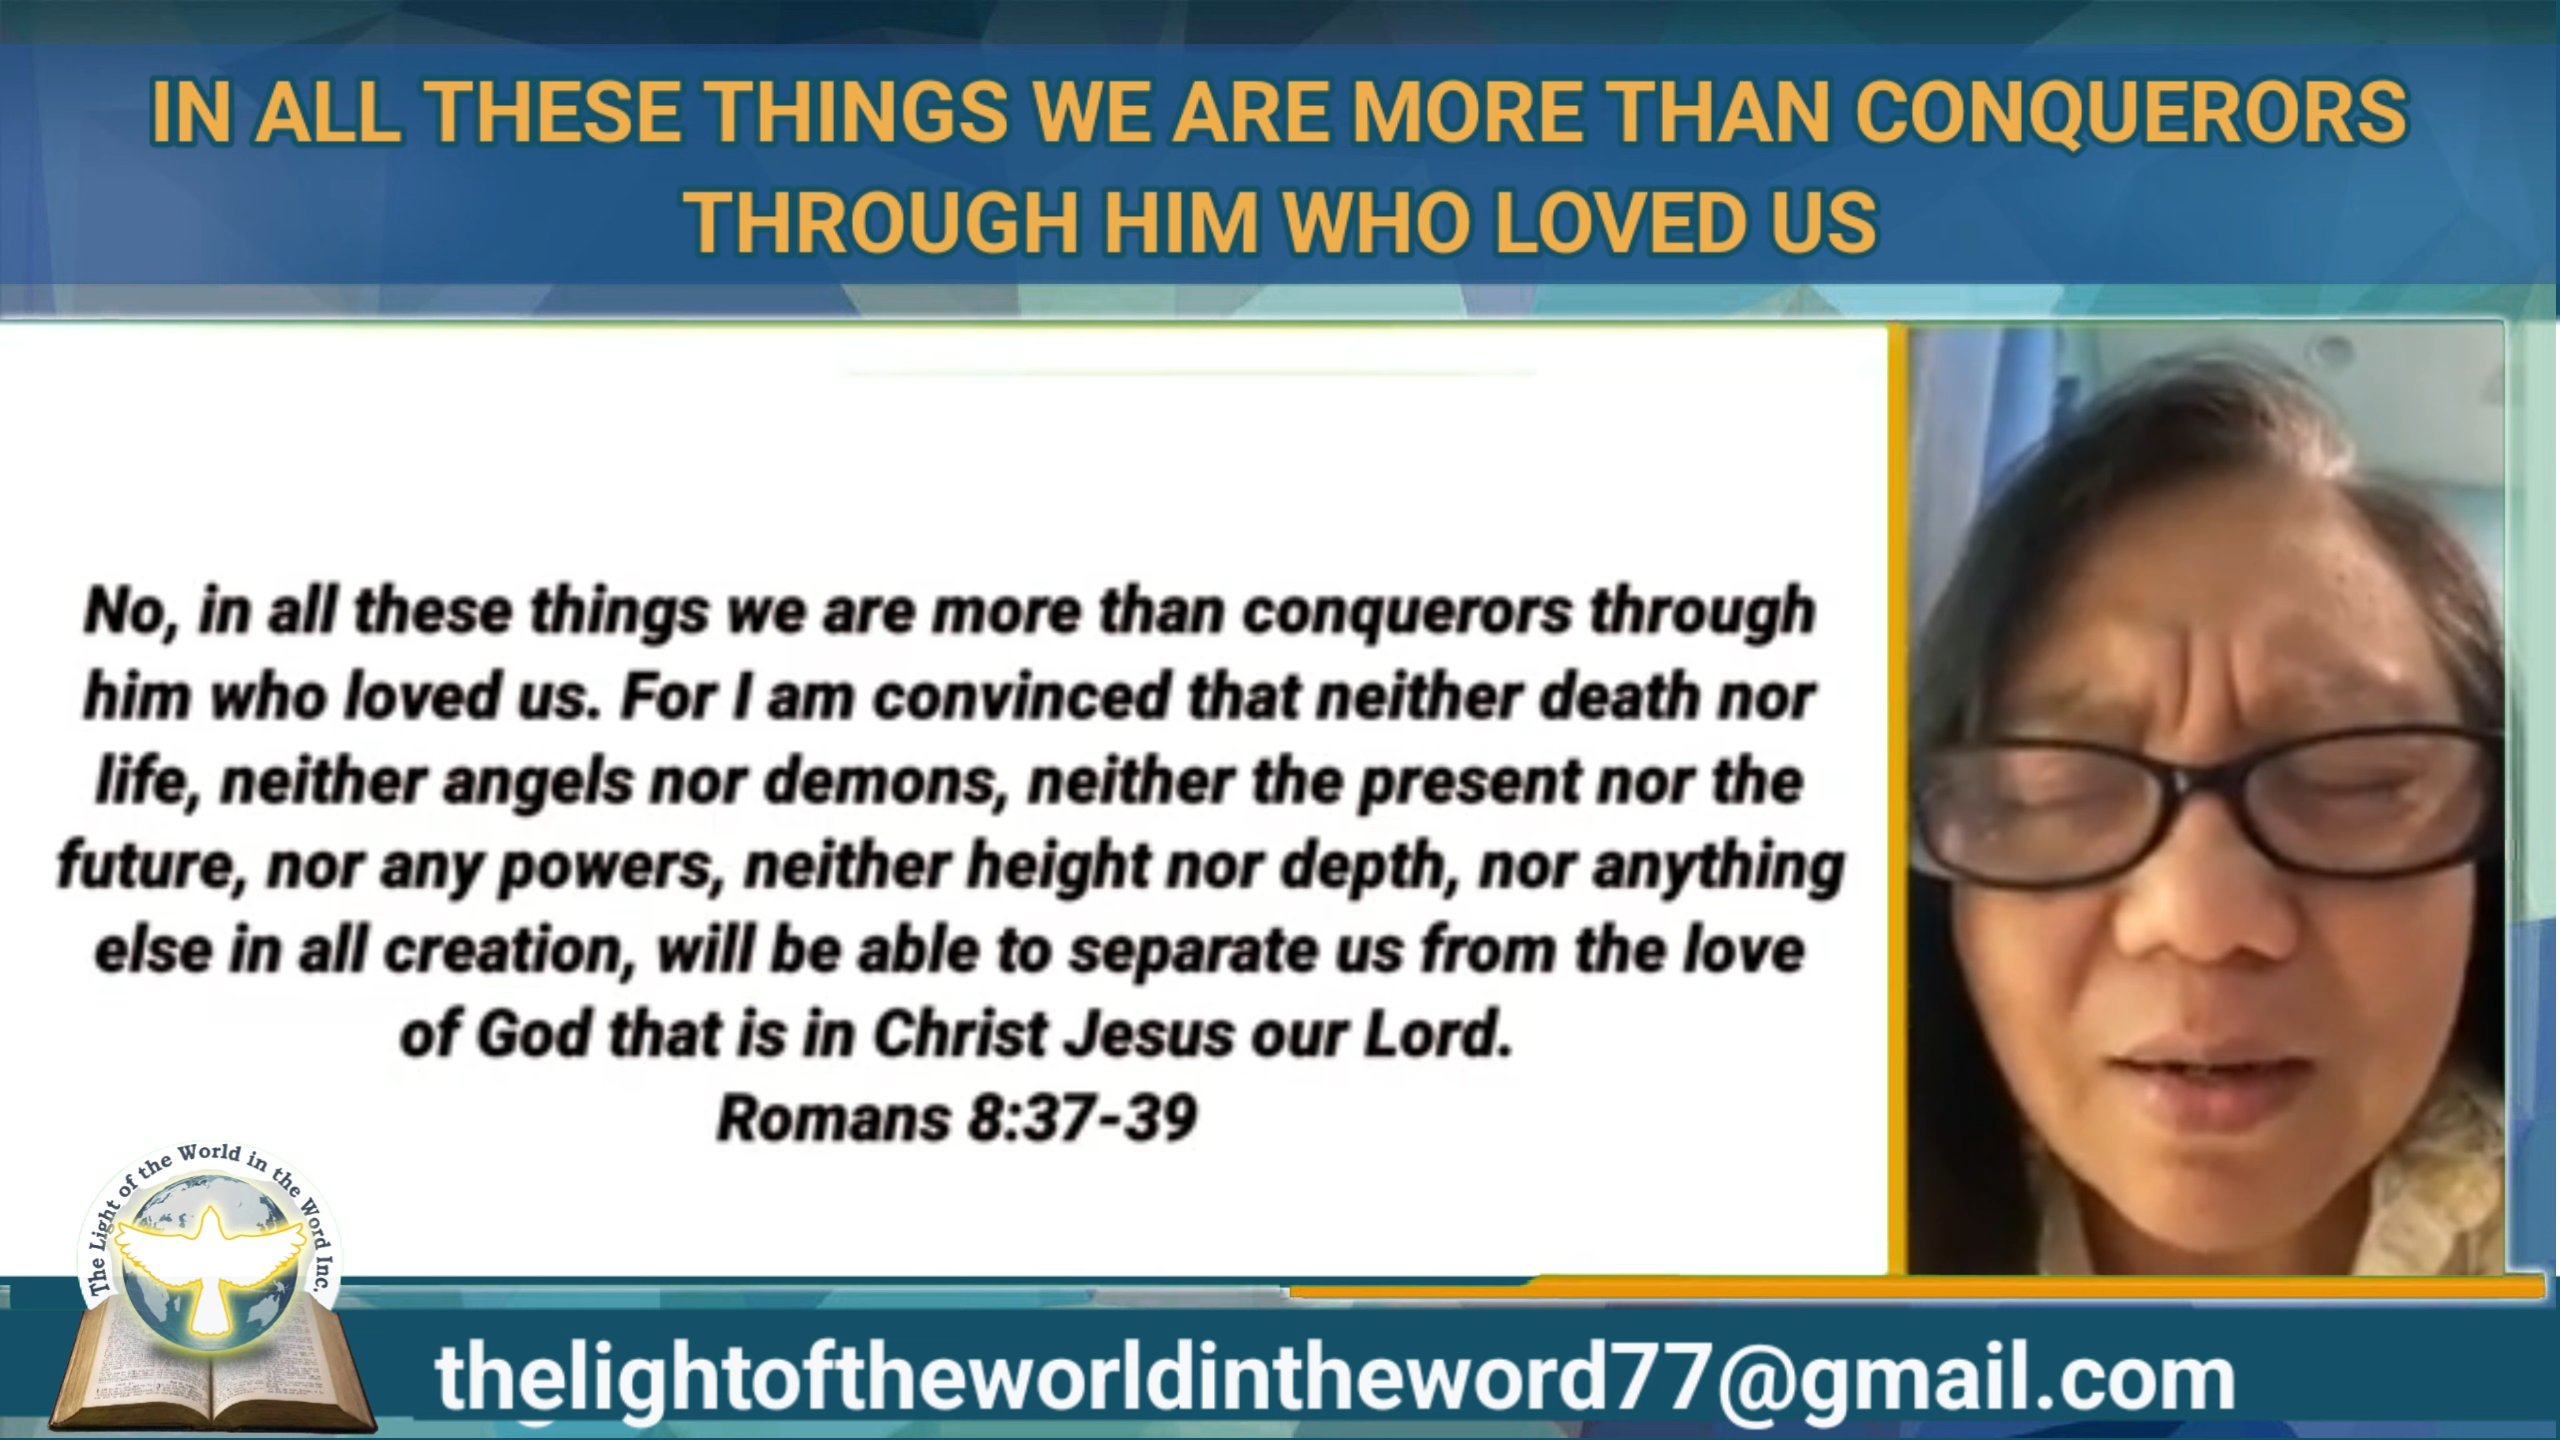 IN ALL THESE THINGS WE ARE MORE THAN CONQUERORS
THROUGH HIM WHO LOVED US
No, in all these things we are more than conquerors through
him who loved us. For I am convinced that neither death nor
life, neither angels nor demons, neither the present nor the
future, nor any powers, neither height nor depth, nor anything
else in all creation, will be able to separate us from the love
of God that is in Christ Jesus our Lord.
Romans 8:37-39
The Light of the World in the Word Inc.
thelightoftheworldintheword77@gmail.com